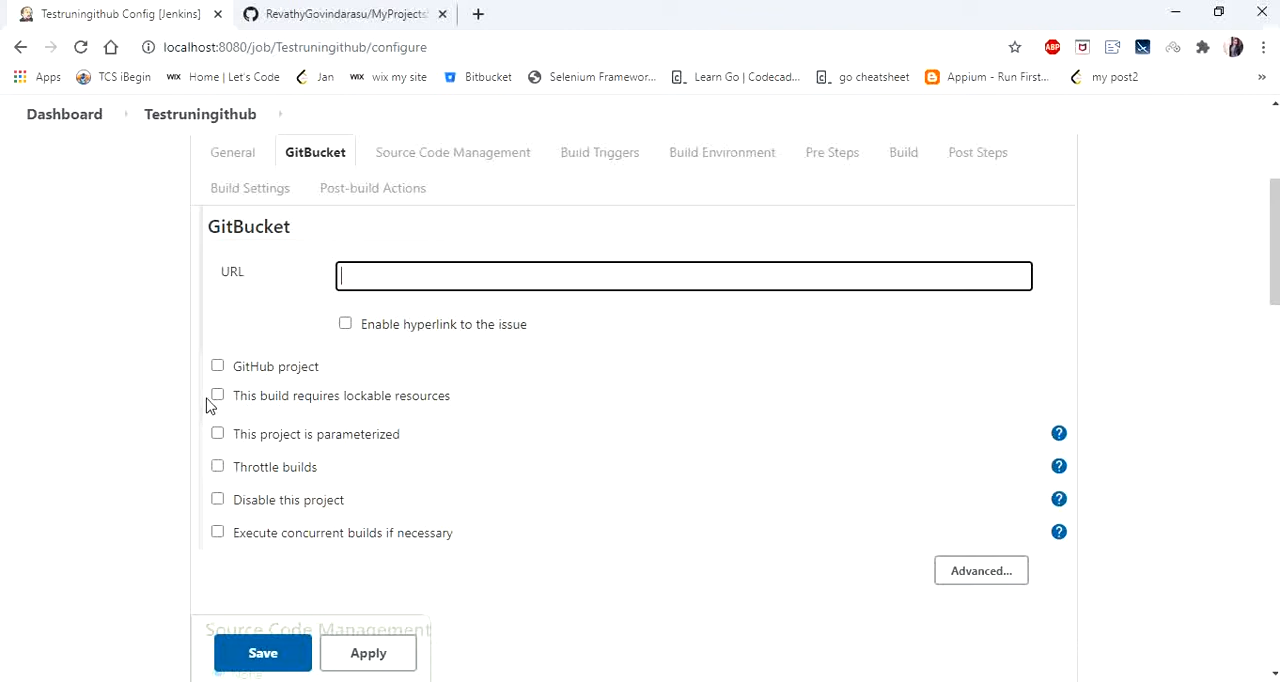 Testruningithub Config [Jenkins]
RevathyGovindarasu/MyProjects
localhost:8080/job/Testruningithub/configure
ABP
Apps
TCS iBegin
WIX Home | Let's Code
Jan
WIX wix my site
Bitbucket
Selenium Framewor...
Learn Go | Codecad...
go cheatsheet
Appium - Run First...
my post2
»
Dashboard
Testruningithub
General
GitBucket
Source Code Management
Build Triggers
Build Environment
Pre Steps
Build
Post Steps
Build Settings
Post-build Actions
GitBucket
URL
Enable hyperlink to the issue
GitHub project
This build requires lockable resources
This project is parameterized
?
Throttle builds
?
Disable this project
?
Execute concurrent builds if necessary
?
Advanced...
Source Code Management
Save
Apply
None